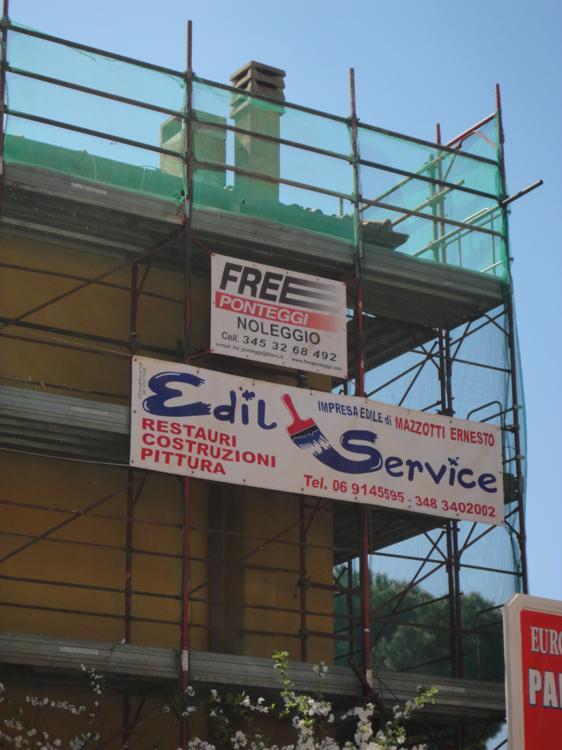 FREE
PONTEGGI
NOLEGGIO
Cell. 345 32 68 492
Edil Service
IMPRESA EDILE di MAZZOTTI ERNESTO
RESTAURI
COSTRUZIONI
PITTURA
Tel. 06 9145595 - 348 3402002
EURO
PA